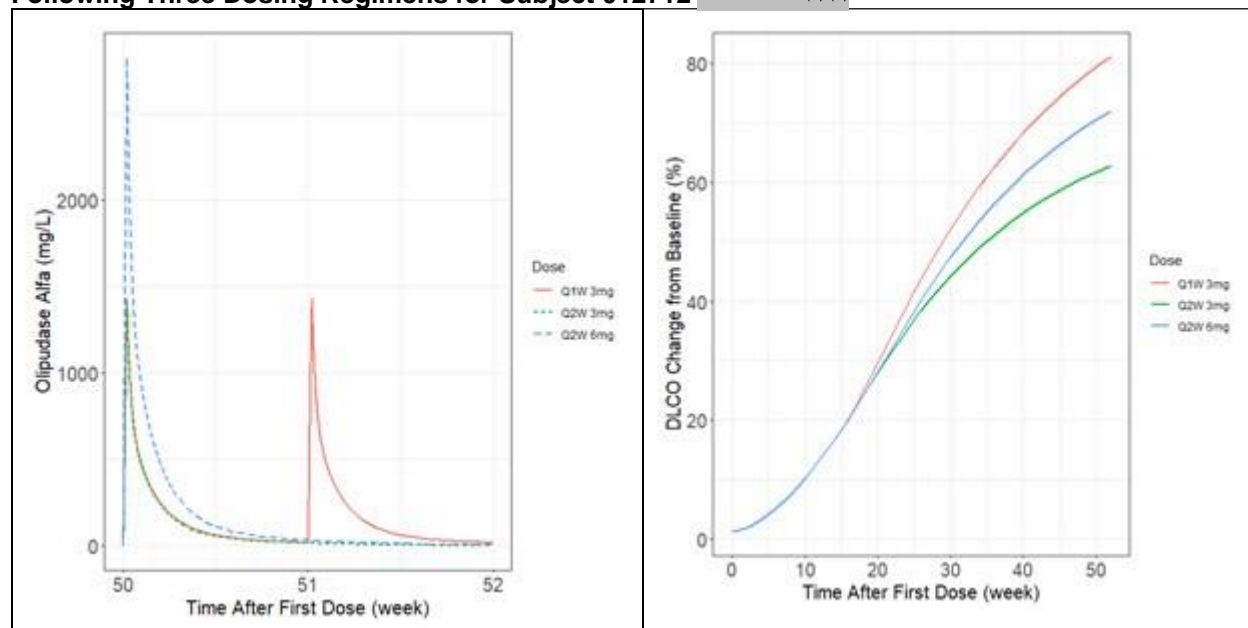 Following Three Dosing Regimens for Subject
Olipudase Alfa (mg/L)
2000
1000
0
50
51
52
Time After First Dose (week)
Dose
Q1W 3mg
Q2W 3mg
Q2W 6mg
DLCO Change from Baseline (%)
80
60
40
20
0
0
10
20
30
40
50
Time After First Dose (week)
Dose
Q1W 3mg
Q2W 3mg
Q2W 6mg